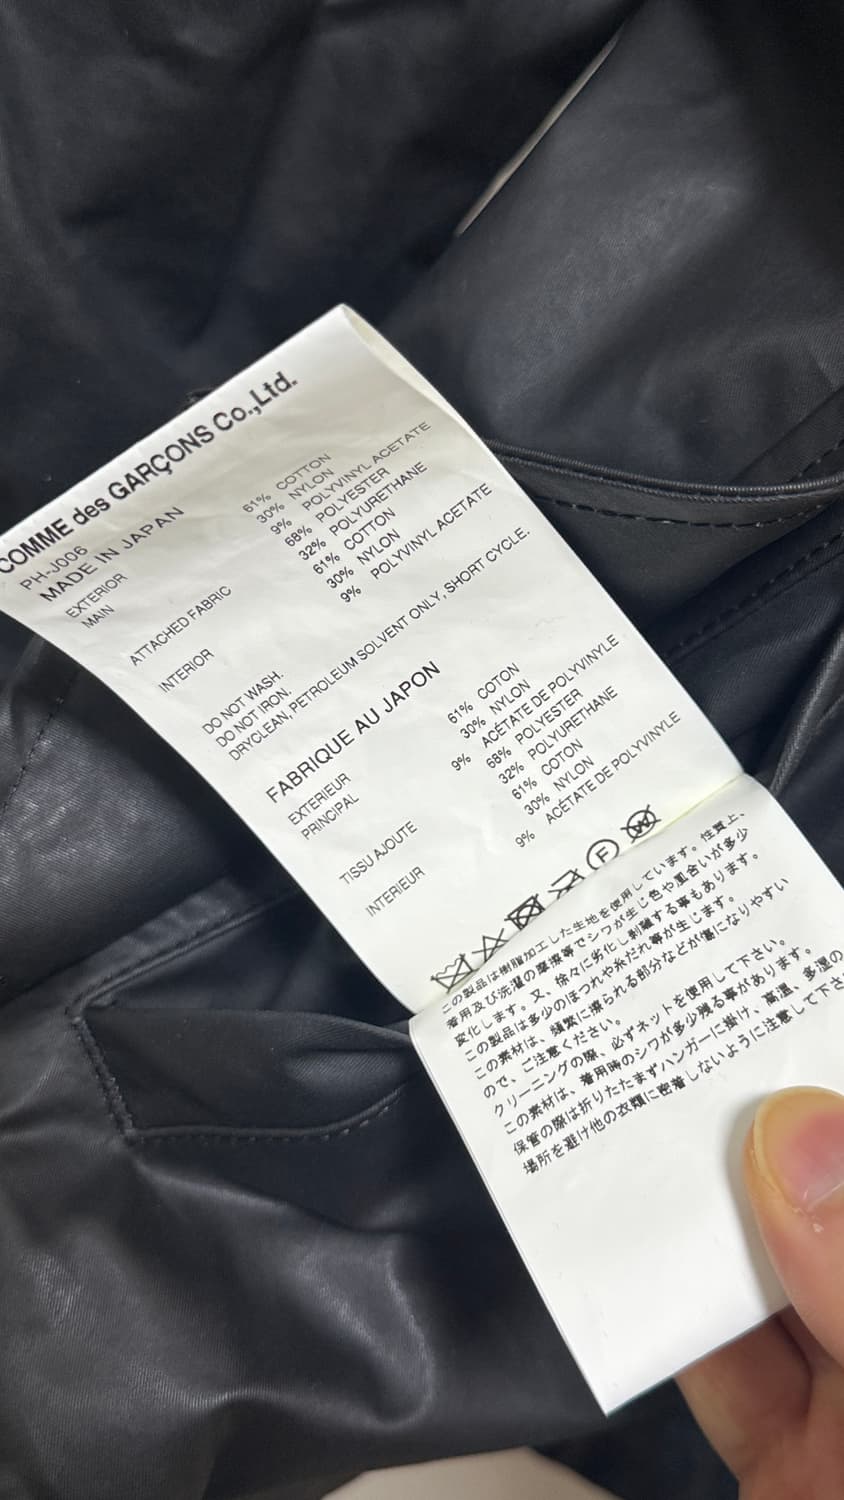 COMME des GARÇONS Co.,Ltd.
PH-J006
MADE IN JAPAN
EXTERIOR
MAIN 61% COTTON
30% NYLON
9% POLYVINYL ACETATE
ATTACHED FABRIC 68% POLYESTER
32% POLYURETHANE
INTERIOR 61% COTTON
30% NYLON
9% POLYVINYL ACETATE
DO NOT WASH.
DO NOT IRON.
DRYCLEAN, PETROLEUM SOLVENT ONLY, SHORT CYCLE.
FABRIQUE AU JAPON
EXTERIEUR
PRINCIPAL 61% COTON
30% NYLON
9% ACÉTATE DE POLYVINYLE
TISSU AJOUTE 68% POLYESTER
32% POLYURETHANE
INTERIEUR 61% COTON
30% NYLON
9% ACÉTATE DE POLYVINYLE
F
W
この製品は樹脂加工した生地を使用しています。性質上、
着用及び洗濯の摩擦等でシワが生じ色や風合いが多少
変化します。又、徐々に劣化し剥離する事もあります。
この製品は多少のほつれや糸だれ等が生じます。
この素材は、頻繁に擦られる部分などが傷になりやすい
ので、ご注意ください。
クリーニングの際、必ずネットを使用して下さい。
この素材は、着用時のシワが多少残る事があります。
保管の際は折りたたまずハンガーに掛け、高温、多湿の
場所を避け他の衣類に密着しないように注意して下さ